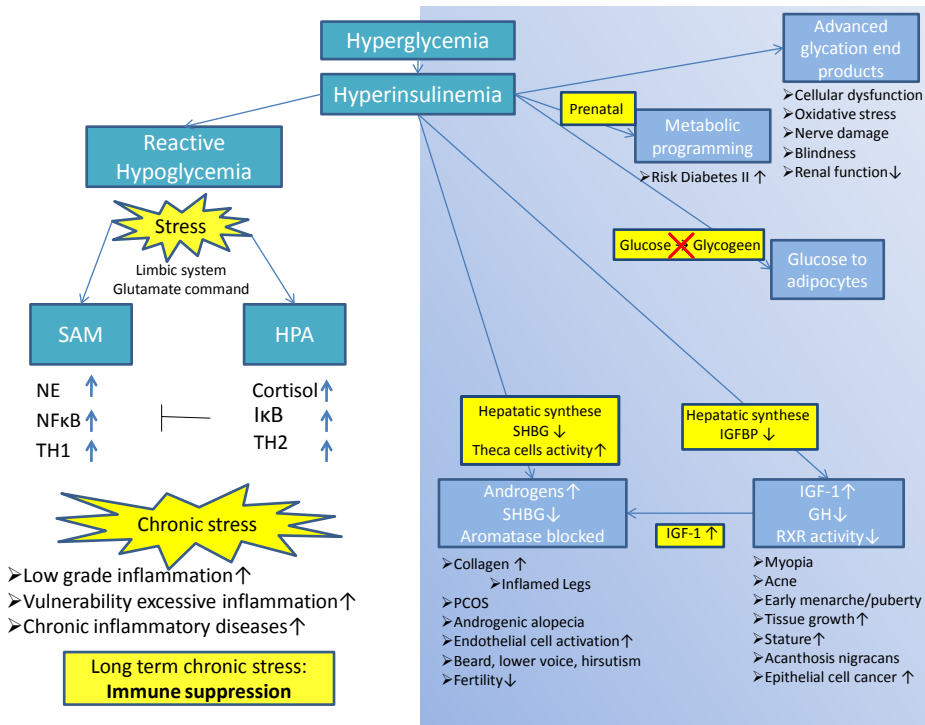 Hyperglycemia
Hyperinsulinemia
Reactive
Hypoglycemia
Stress
Limbic system
Glutamate command
SAM
HPA
NE ↑
NFκB ↑
TH1 ↑
Cortisol ↑
IκB ↑
TH2 ↑
Chronic stress
➢Low grade inflammation↑
➢Vulnerability excessive inflammation↑
➢Chronic inflammatory diseases↑
Long term chronic stress:
Immune suppression
Advanced
glycation end
products
➢Cellular dysfunction
➢Oxidative stress
➢Nerve damage
➢Blindness
➢Renal function↓
Prenatal
Metabolic
programming
➢Risk Diabetes II ↑
Glucose → Glycogeen
Glucose to
adipocytes
Hepatatic synthese
SHBG ↓
Theca cells activity↑
Hepatatic synthese
IGFBP ↓
Androgens↑
SHBG↓
Aromatase blocked
IGF-1 ↑
IGF-1↑
GH↓
RXR activity↓
➢Collagen ↑
➢Inflamed Legs
➢PCOS
➢Androgenic alopecia
➢Endothelial cell activation↑
➢Beard, lower voice, hirsutism
➢Fertility↓
➢Myopia
➢Acne
➢Early menarche/puberty
➢Tissue growth↑
➢Stature↑
➢Acanthosis nigracans
➢Epithelial cell cancer ↑